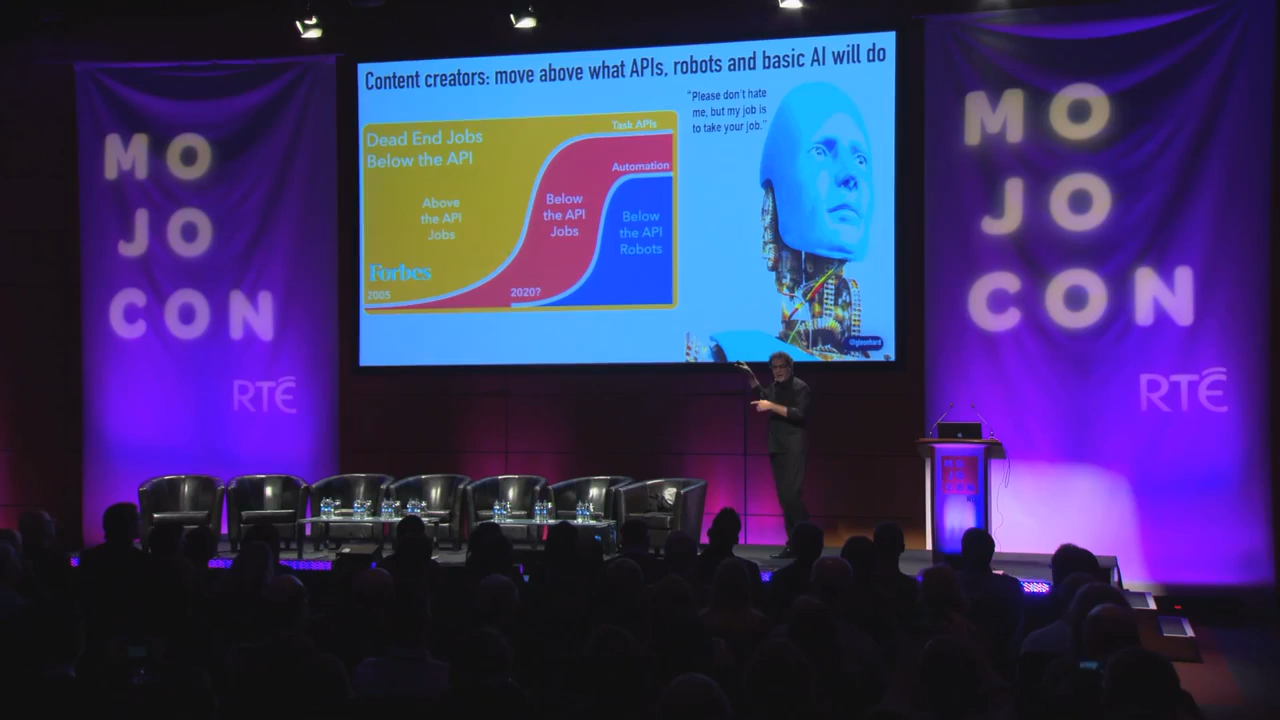 Content creators: move above what APIs, robots and basic AI will do
"Please don't hate
me, but my job is
to take your job."
Dead End Jobs
Below the API
Task APIs
Automation
Above
the API
Jobs
Below
the API
Jobs
Below
the API
Robots
Forbes
2005
2020?
@gleonhard
MO
JO
CON
RTÉ
MO
JO
CON
RTÉ
MO
JO
CON